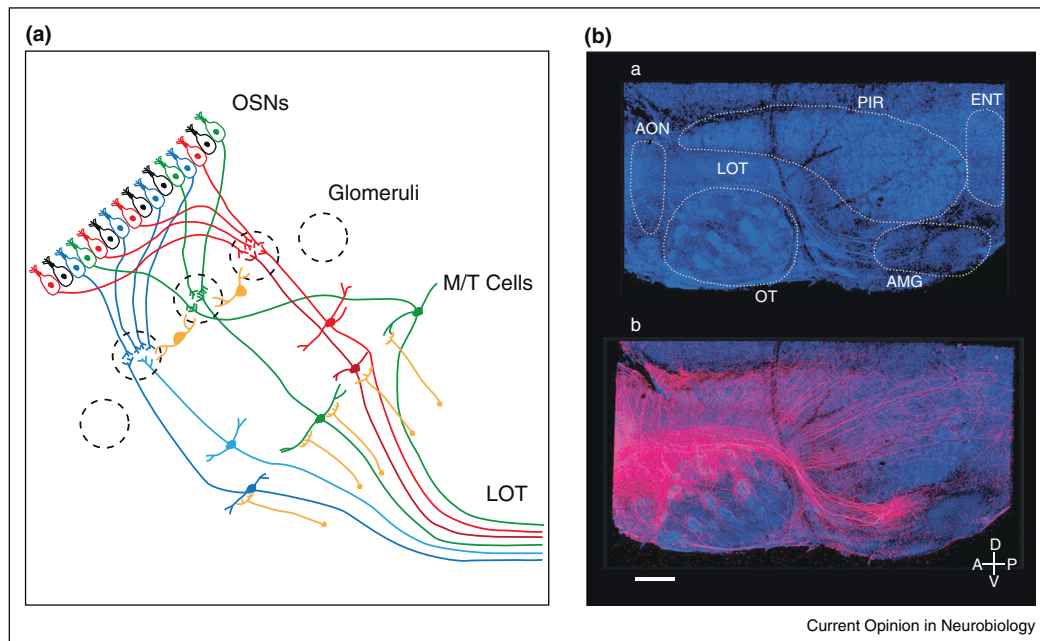 (a)
OSNs
Glomeruli
M/T Cells
LOT
(b)
a
PIR
ENT
AON
LOT
OT
AMG
b
D
A P
V
Current Opinion in Neurobiology